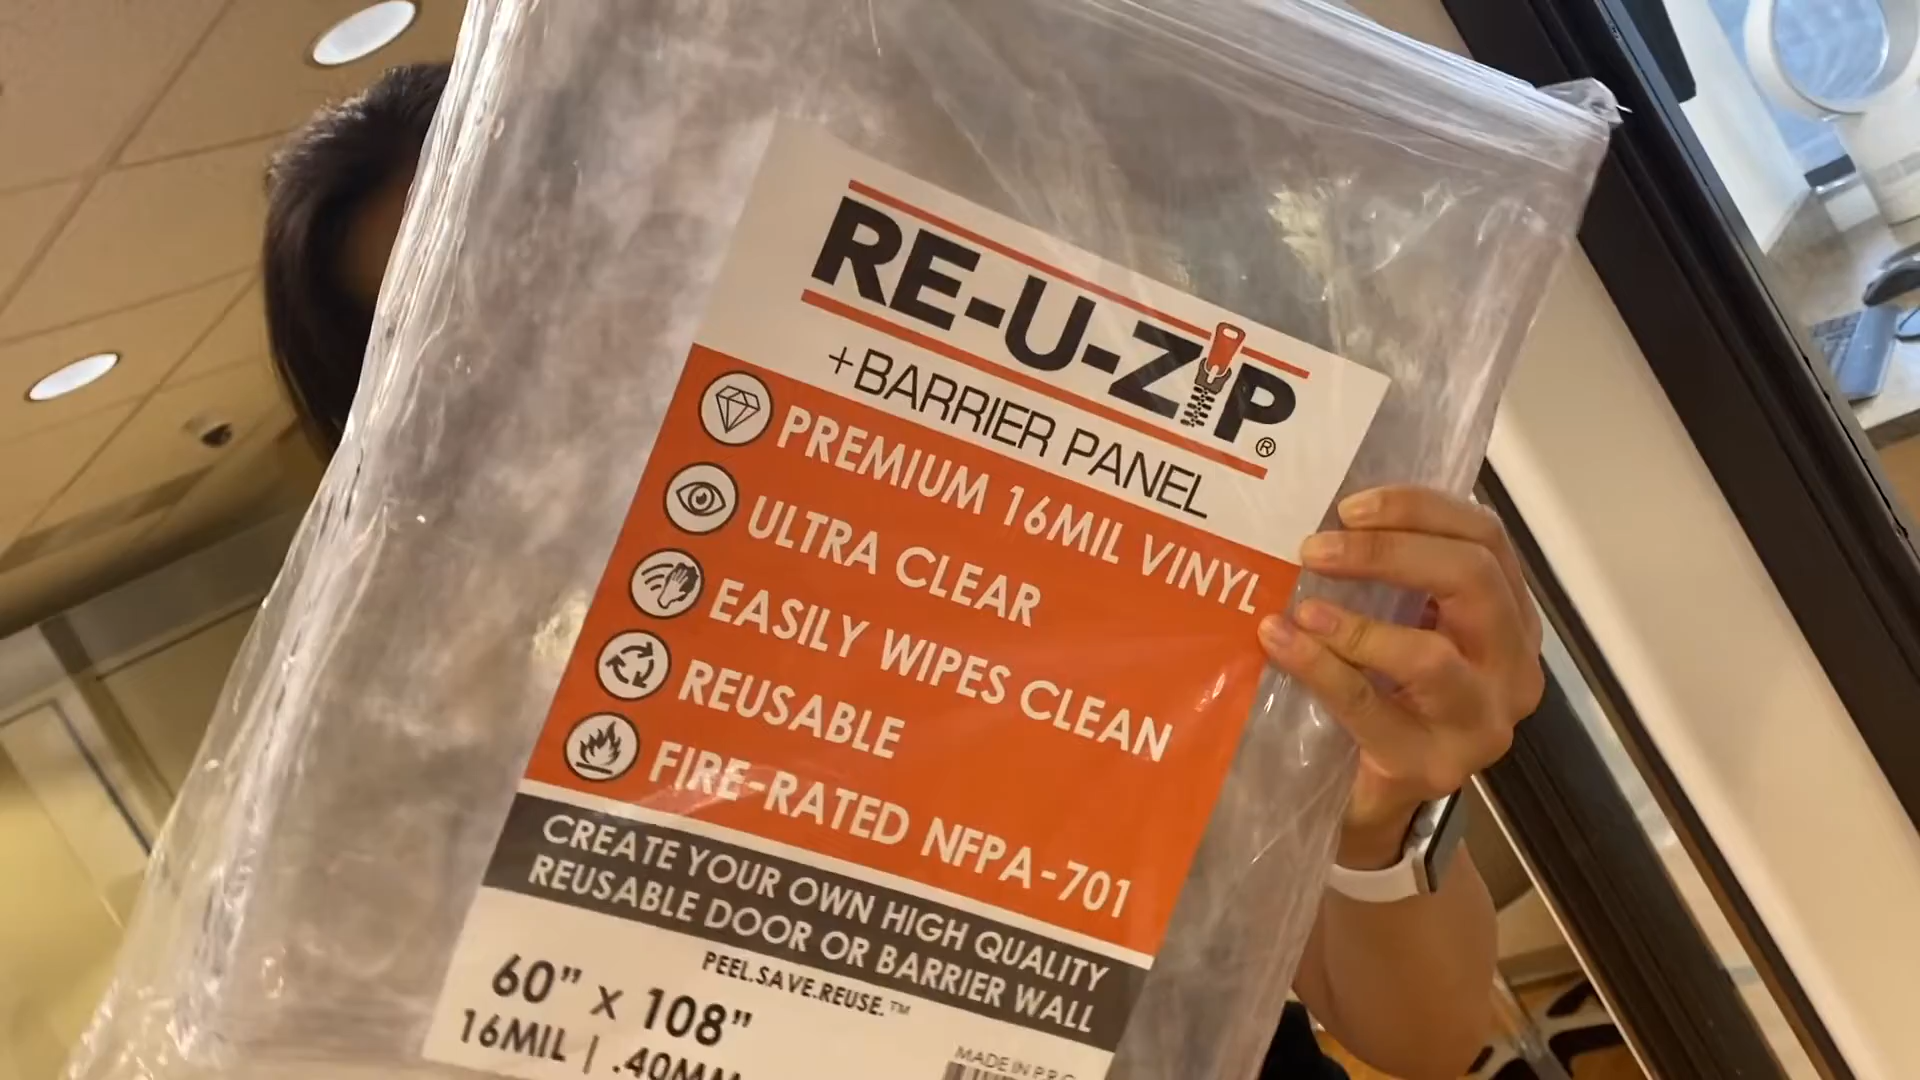 RE-U-ZIP®
+BARRIER PANEL
PREMIUM 16MIL VINYL
ULTRA CLEAR
EASILY WIPES CLEAN
REUSABLE
FIRE-RATED NFPA-701
CREATE YOUR OWN HIGH QUALITY
REUSABLE DOOR OR BARRIER WALL
PEEL.SAVE.REUSE.™
60" x 108"
16MIL | .40MM
MADE IN P.R.C.